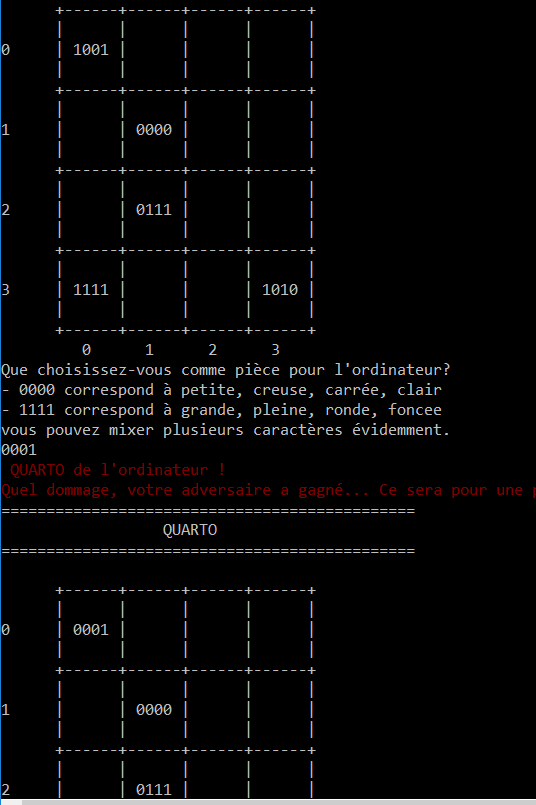 +------+------+------+------+
| | | | |
0 | 1001 | | | |
| | | | |
+------+------+------+------+
| | | | |
1 | | 0000 | | |
| | | | |
+------+------+------+------+
| | | | |
2 | | 0111 | | |
| | | | |
+------+------+------+------+
| | | | |
3 | 1111 | | | 1010 |
| | | | |
+------+------+------+------+
0 1 2 3
Que choisissez-vous comme pièce pour l'ordinateur?
- 0000 correspond à petite, creuse, carrée, clair
- 1111 correspond à grande, pleine, ronde, foncee
vous pouvez mixer plusieurs caractères évidemment.
0001
QUARTO de l'ordinateur !
Quel dommage, votre adversaire a gagné... Ce sera pour une
==============================================
QUARTO
==============================================
+------+------+------+------+
| | | | |
0 | 0001 | | | |
| | | | |
+------+------+------+------+
| | | | |
1 | | 0000 | | |
| | | | |
+------+------+------+------+
| | | | |
2 | | 0111 | | |